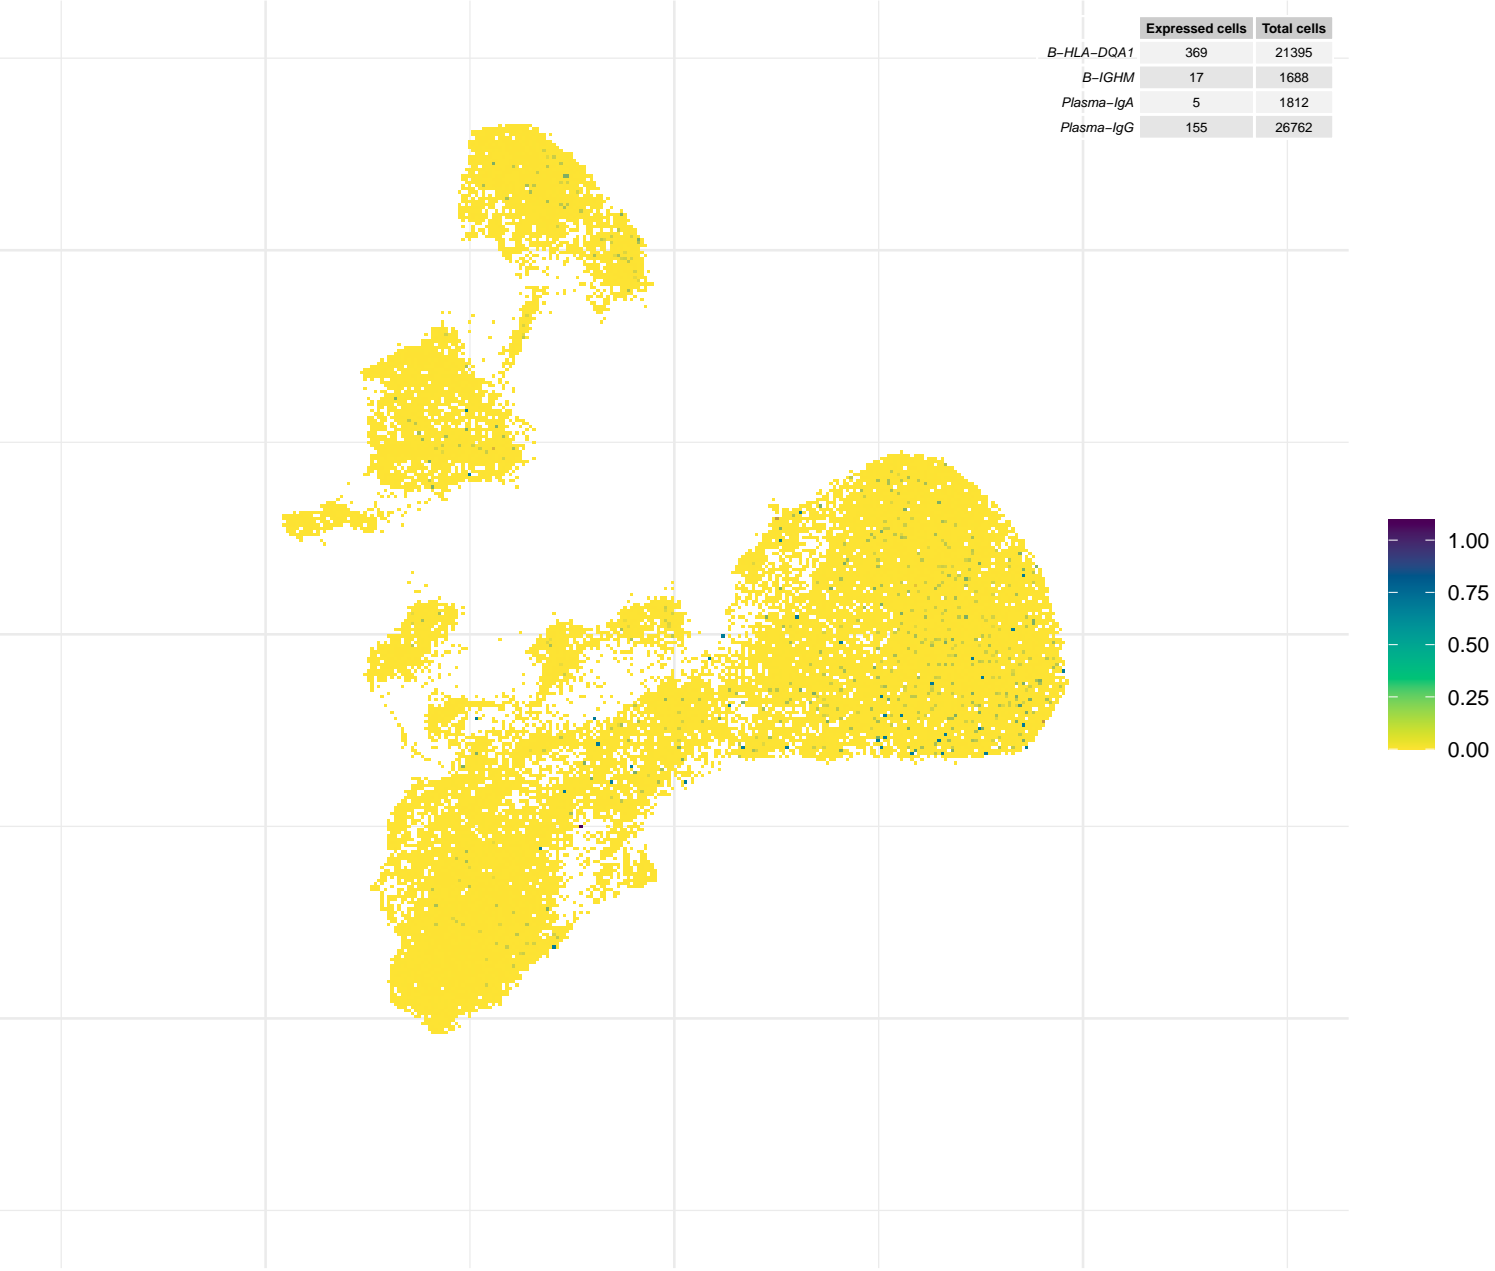 Expressed cells Total cells
B−HLA−DQA1 369 21395
B−IGHM 17 1688
Plasma−IgA 5 1812
Plasma−IgG 155 26762
1.00
0.75
0.50
0.25
0.00